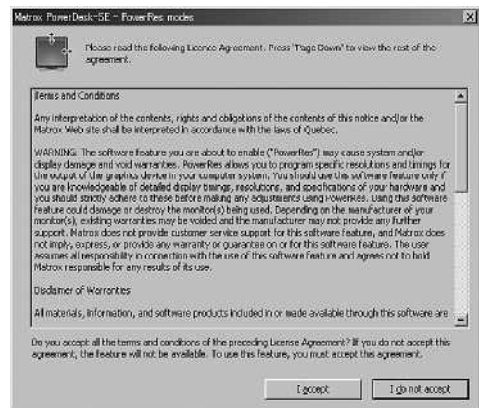 Matrox PowerDesk-SE - PowerRes modes
Please read the following Licence Agreement. Press 'Page Down' to view the rest of the
agreement.
Terms and Conditions
Any interpretation of the contents, rights and obligations of the contents of this notice and/or the
Matrox Web site shall be interpreted in accordance with the laws of Quebec.
WARNING: The software feature you are about to enable ("PowerRes") may cause system and/or
display damage and void warranties. PowerRes allows you to program specific resolutions and timings for
the output of the graphics device in your computer system. You should use this software feature only if
you are knowledgeable of detailed display timings, resolutions, and specifications of your hardware and
you should strictly adhere to these before making any adjustments using PowerRes. Using this software
feature could damage or destroy the monitor(s) being used. Depending on the manufacturer of your
monitor(s), existing warranties may be voided and the manufacturer may not provide any further
support. Matrox does not provide customer service support for this software feature, and Matrox does
not imply, express, or provide any warranty or guarantee on or for this software feature. The user
assumes all responsibility in connection with the use of this software feature and agrees not to hold
Matrox responsible for any results of its use.
Disclaimer of Warranties
All materials, information, and software products included in or made available through this software are
Do you accept all the terms and conditions of the preceding License Agreement? If you do not accept this
agreement, the feature will not be available. To use this feature, you must accept this agreement.
I accept
I do not accept